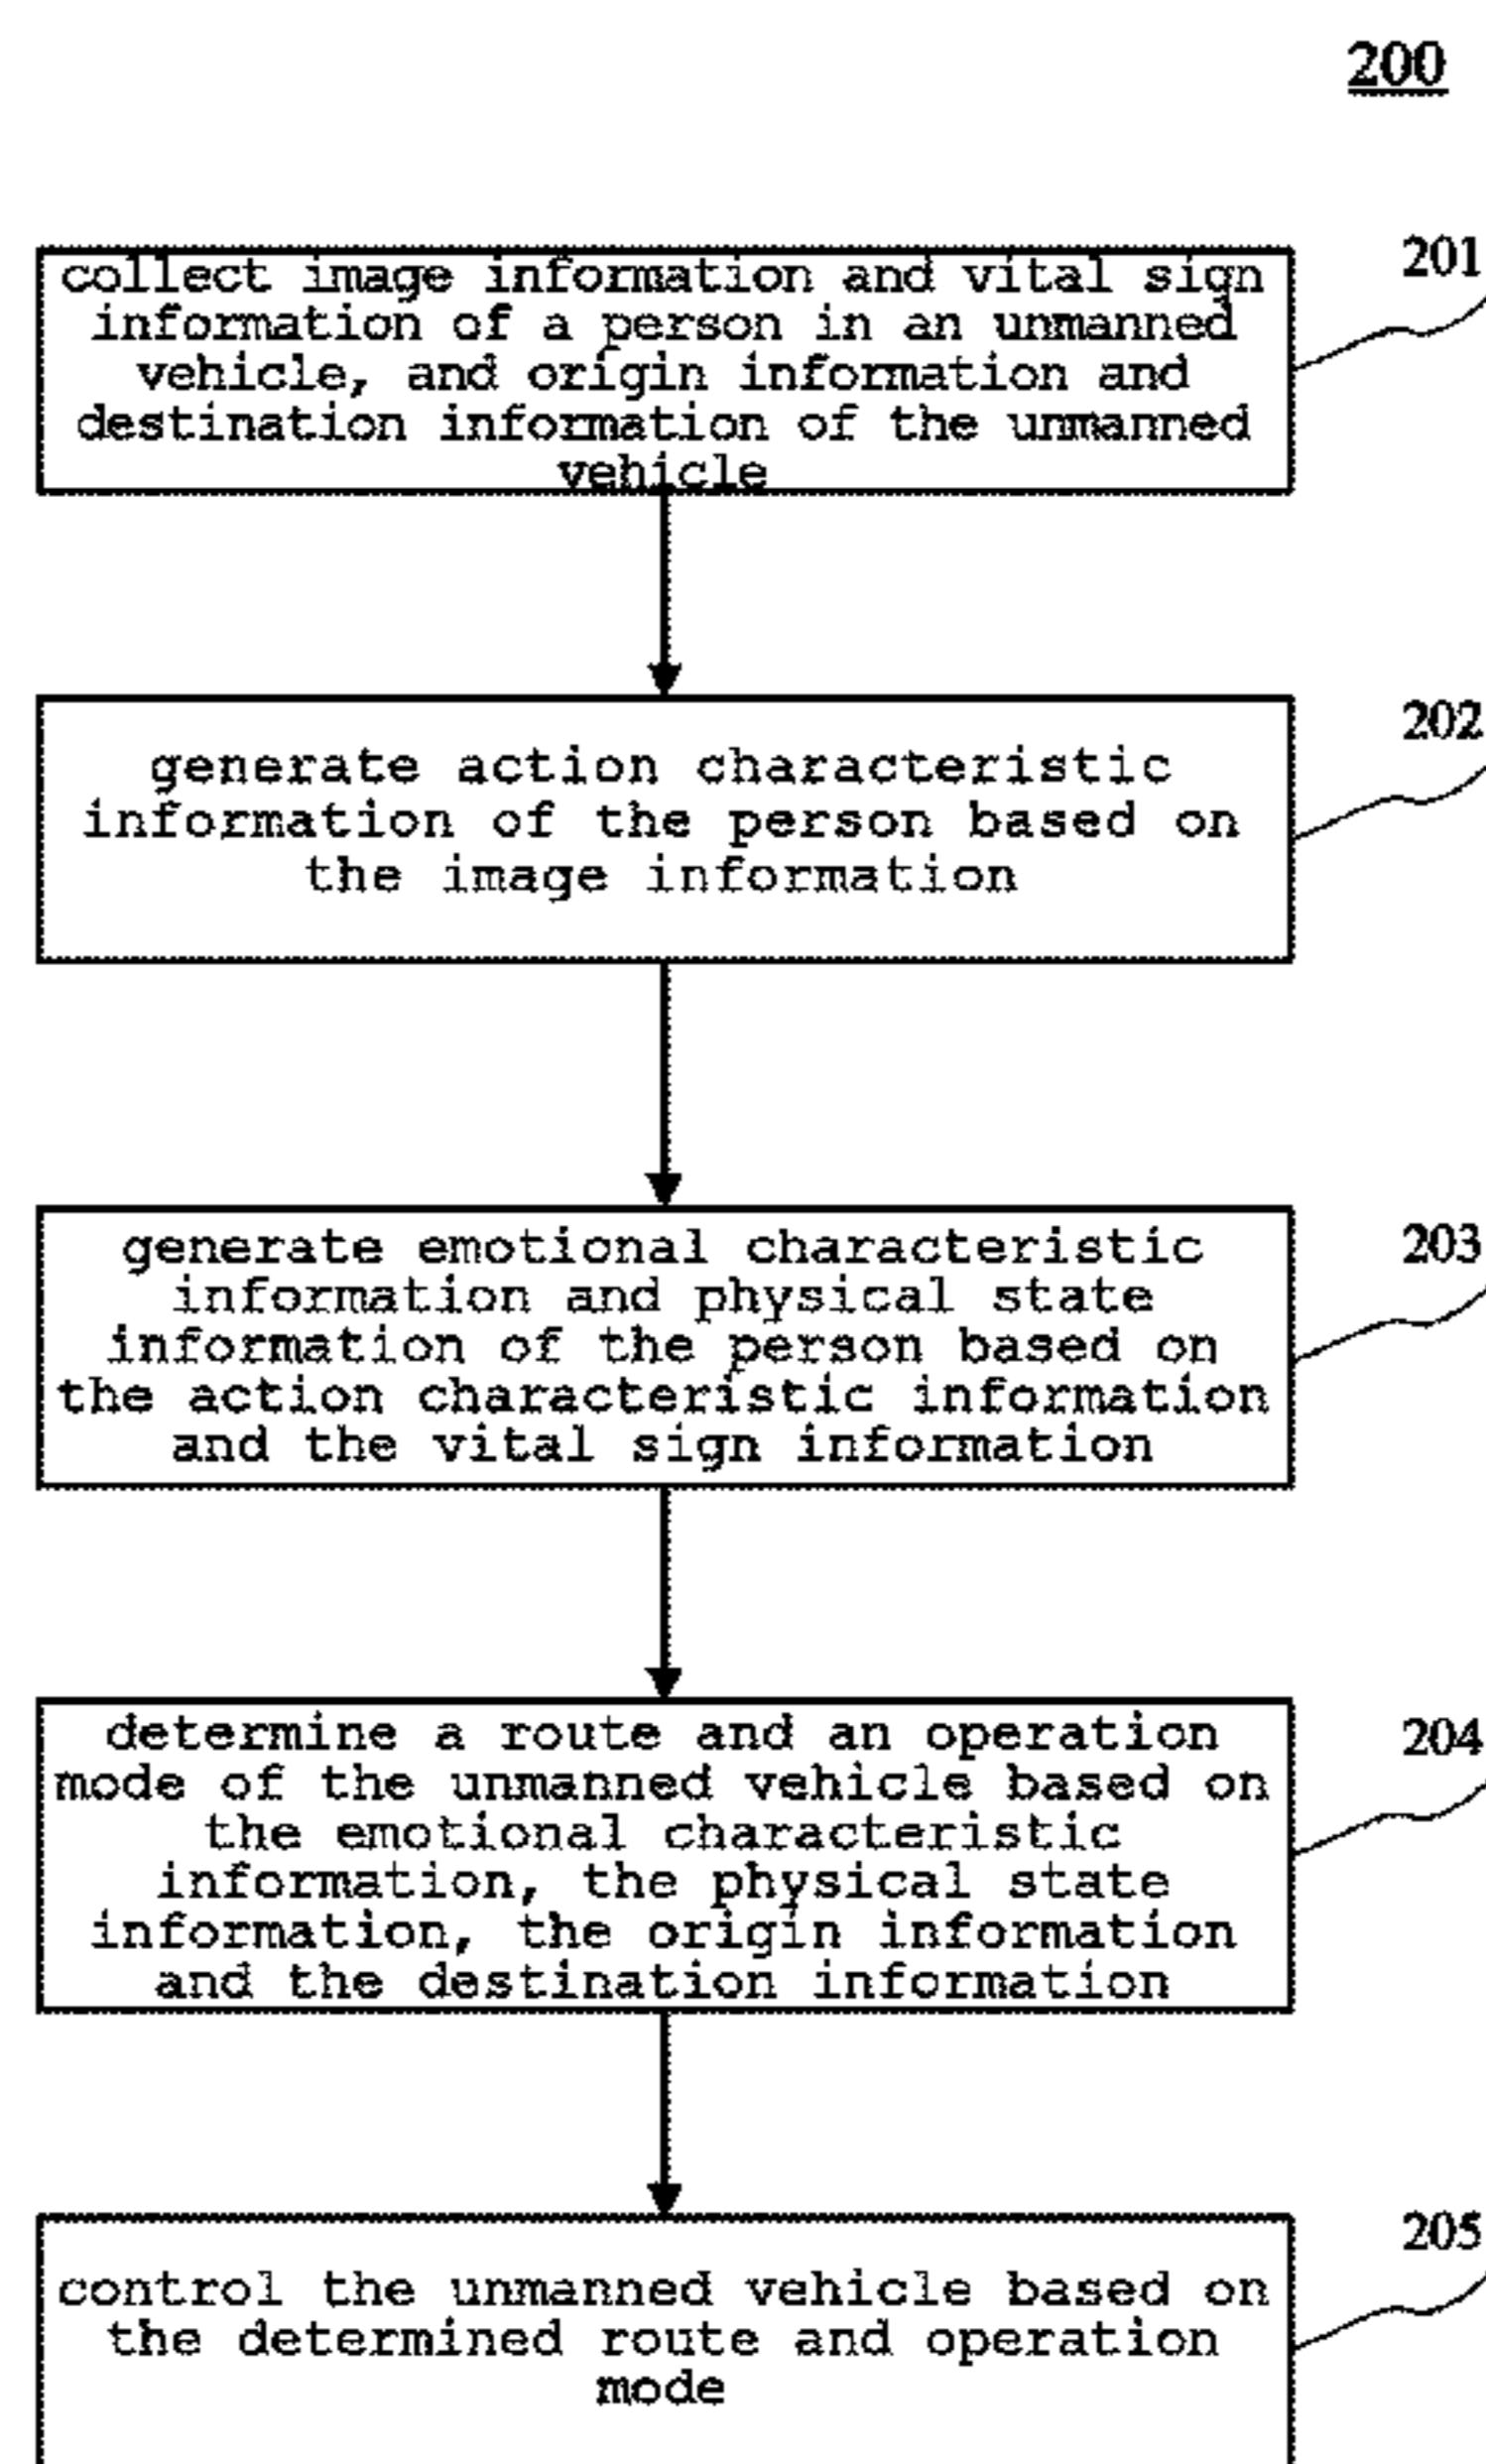 200
201
collect image information and vital sign
information of a person in an unmanned
vehicle, and origin information and
destination information of the unmanned
vehicle
202
generate action characteristic
information of the person based on
the image information
203
generate emotional characteristic
information and physical state
information of the person based on
the action characteristic information
and the vital sign information
204
determine a route and an operation
mode of the unmanned vehicle based on
the emotional characteristic
information, the physical state
information, the origin information
and the destination information
205
control the unmanned vehicle based on
the determined route and operation
mode